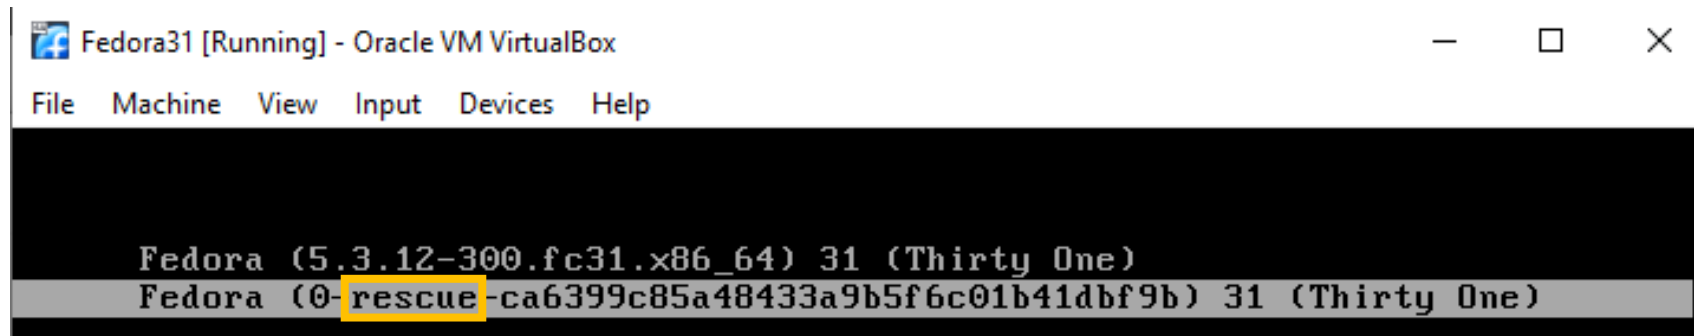 Fedora31 [Running] - Oracle VM VirtualBox
File Machine View Input Devices Help
Fedora (5.3.12-300.fc31.x86_64) 31 (Thirty One)
Fedora (0-rescue-ca6399c85a48433a9b5f6c01b41dbf9b) 31 (Thirty One)